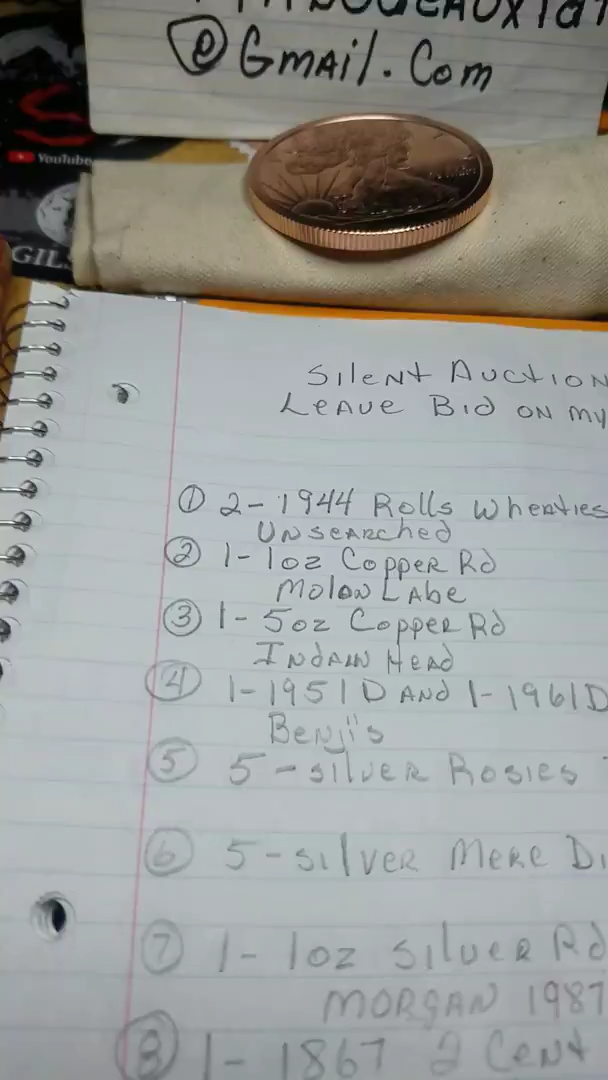 @ Gmail.com
YouTube
Silent Auction
Leave Bid on my
① 2-1944 Rolls Wheaties
Unsearched
② 1-1oz Copper Rd
Molon Labe
③ 1-5oz Copper Rd
Indain Head
④ 1-1951D and 1-1961D
Benji's
⑤ 5-silver Rosies
⑥ 5-silver Merc Di
⑦ 1-1oz silver Rd
Morgan 1987
⑧ 1-1867 2 Cent